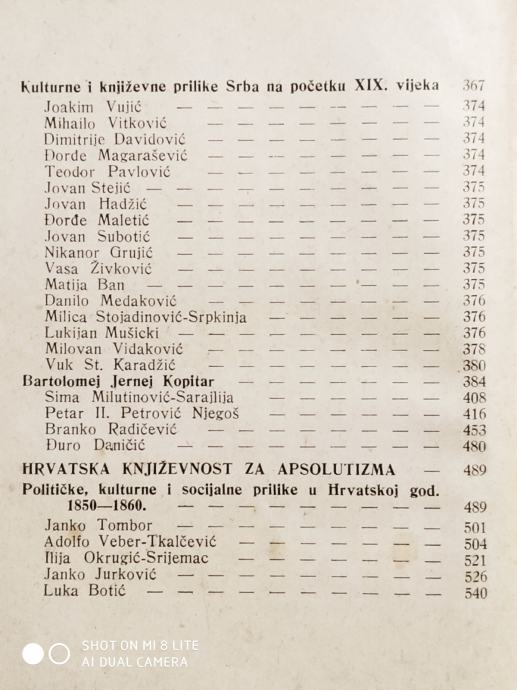 Kulturne i književne prilike Srba na početku XIX. vijeka 367
Joakim Vujić — — — — — — — — — 374
Mihailo Vitković — — — — — — — — 374
Dimitrije Davidović — — — — — — — — 374
Đorđe Magarašević — — — — — — — — 374
Teodor Pavlović — — — — — — — — 374
Jovan Stejić — — — — — — — — — — 375
Jovan Hadžić — — — — — — — — — 375
Đorđe Maletić — — — — — — — — — 375
Jovan Subotić — — — — — — — — — 375
Nikanor Grujić — — — — — — — — — 375
Vasa Živković — — — — — — — — — 375
Matija Ban — — — — — — — — — — 375
Danilo Medaković — — — — — — — — 376
Milica Stojadinović-Srpkinja — — — — — — 376
Lukijan Mušicki — — — — — — — — — 376
Milovan Vidaković — — — — — — — — 378
Vuk St. Karadžić — — — — — — — — 380
Bartolomej Jernej Kopitar — — — — — — — 384
Sima Milutinović-Sarajlija — — — — — — 408
Petar II. Petrović Njegoš — — — — — — 416
Branko Radičević — — — — — — — — 453
Đuro Daničić — — — — — — — — — — 480
HRVATSKA KNJIŽEVNOST ZA APSOLUTIZMA — 489
Političke, kulturne i socijalne prilike u Hrvatskoj god.
1850—1860. — — — — — — — — — 489
Janko Tombor — — — — — — — — — 501
Adolfo Veber-Tkalčević — — — — — — — 504
Ilija Okrugić-Srijemac — — — — — — — 521
Janko Jurković — — — — — — — — — 526
Luka Botić — — — — — — — — — — 540
SHOT ON MI 8 LITE
AI DUAL CAMERA